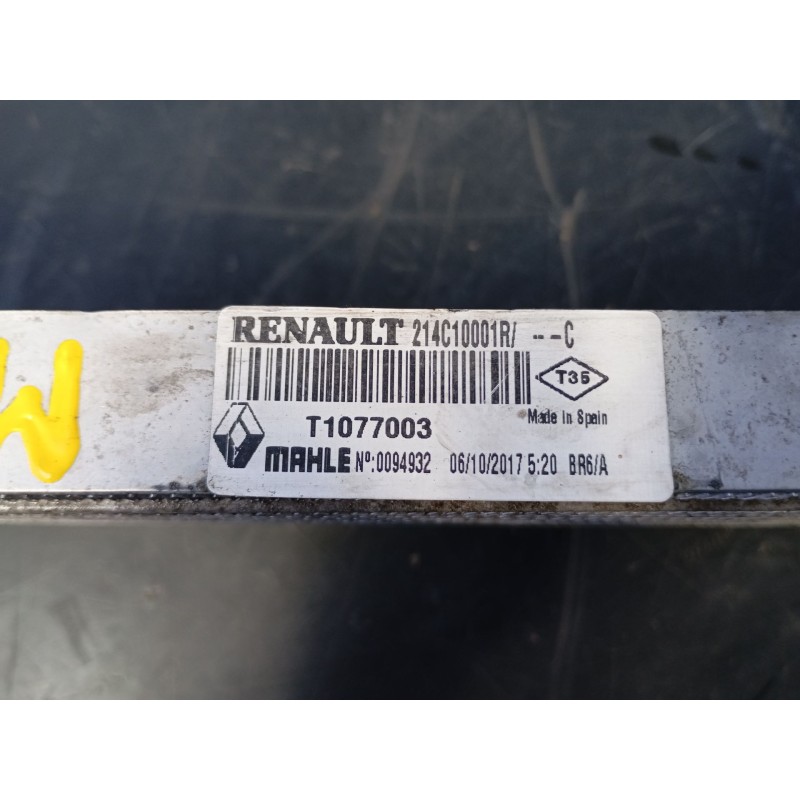 RENAULT 214C10001R/ -- -C
T35
Made in Spain
T1077003
MAHLE Nº:0094932 06/10/2017 5:20 BR6/A
M